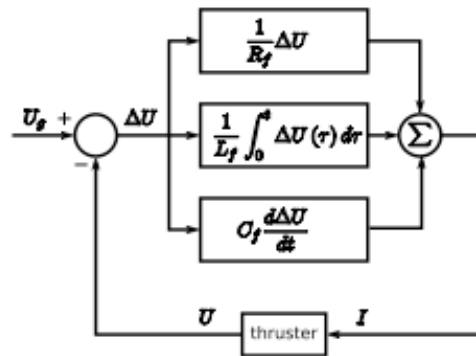 1/R_f ΔU
U_g + ΔU
−
1/L_f ∫_0^t ΔU(τ) dτ
Σ
C_f dΔU/dt
U thruster I